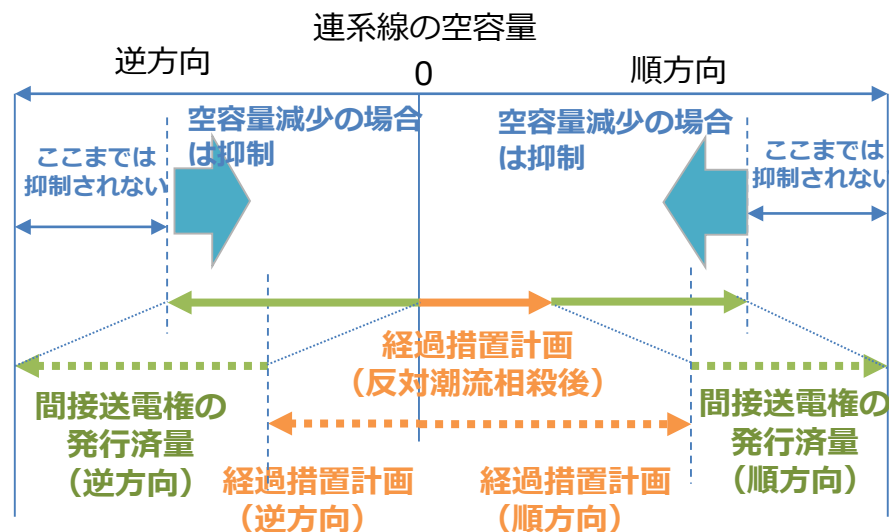 連系線の空容量
逆方向
0
順方向
空容量減少の場合
は抑制
空容量減少の場合
は抑制
ここまでは
抑制されない
ここまでは
抑制されない
経過措置計画
（反対潮流相殺後）
間接送電権の
発行済量
（逆方向）
間接送電権の
発行済量
（順方向）
経過措置計画
（逆方向）
経過措置計画
（順方向）